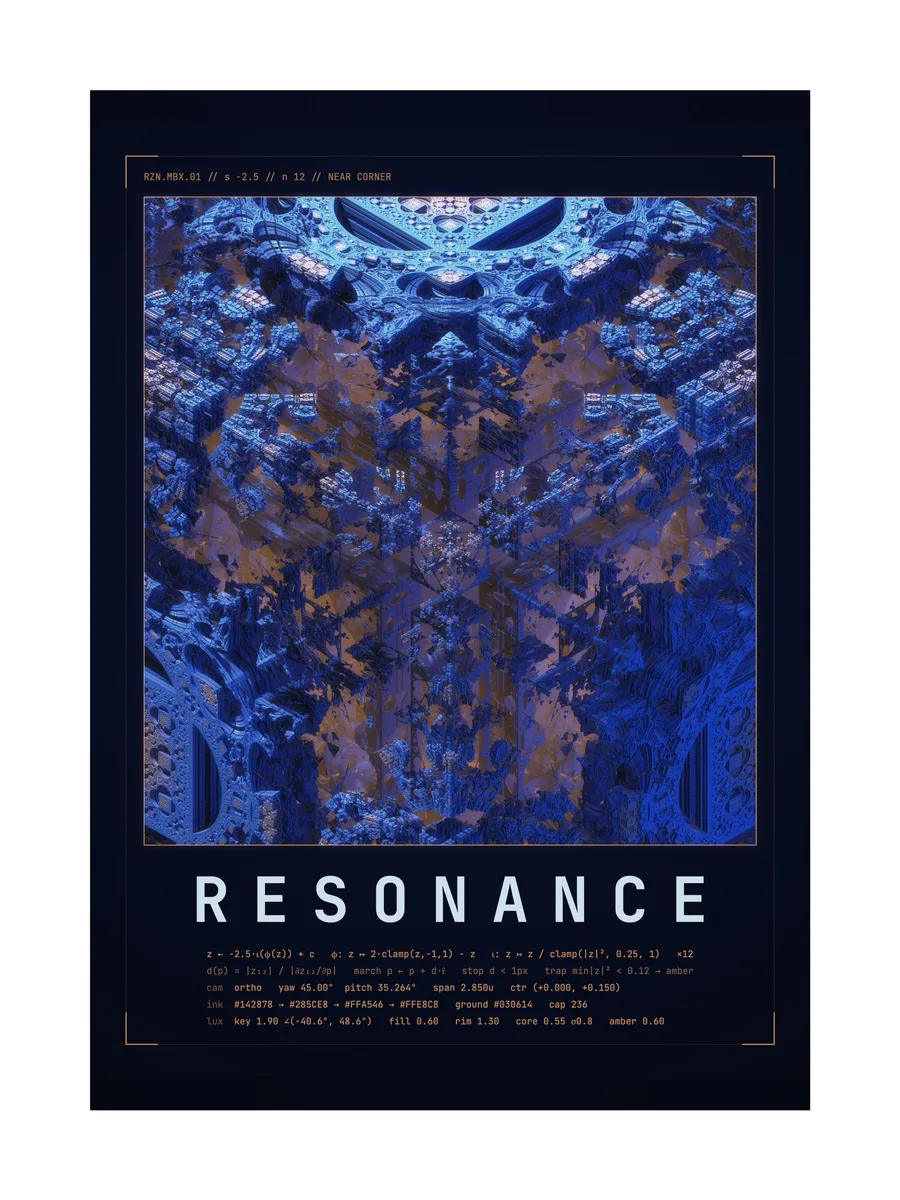 RZN.MBX.01 // s -2.5 // n 12 // NEAR CORNER
RESONANCE
z ← -2.5·ι(ϕ(z)) + c ϕ: z ↦ 2·clamp(z,-1,1) - z ι: z ↦ z / clamp(|z|², 0.25, 1) ×12
d(p) = |z₁₂| / |∂z₁₂/∂p| march p ← p + d·r̂ stop d < 1px trap min|z|² < 0.12 → amber
cam ortho yaw 45.00° pitch 35.264° span 2.850u ctr (+0.000, +0.150)
ink #142878 → #285CE8 → #FFA546 → #FFE8C8 ground #030614 cap 236
lux key 1.90 ∠(-40.6°, 48.6°) fill 0.60 rim 1.30 core 0.55 σ0.8 amber 0.60